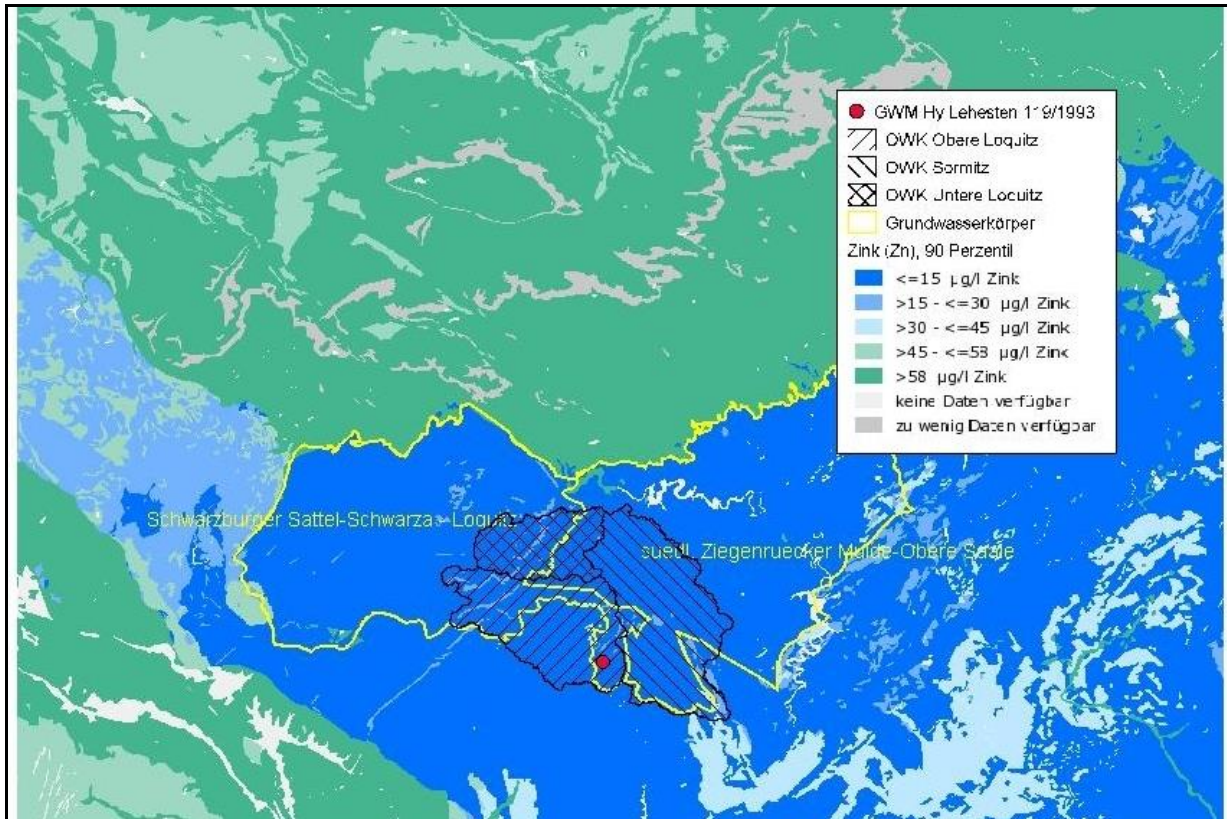 GWM Hy Lehesten 119/1993
OWK Obere Loquitz
OWK Sormitz
OWK Untere Loquitz
Grundwasserkörper
Zink (Zn), 90 Perzentil
<=15 µg/l Zink
>15 - <=30 µg/l Zink
>30 - <=45 µg/l Zink
>45 - <=58 µg/l Zink
>58 µg/l Zink
keine Daten verfügbar
zu wenig Daten verfügbar
Schwarzburger Sattel-Schwarza- Loquitz
suedl. Ziegenruecker Mulde-Obere Saale